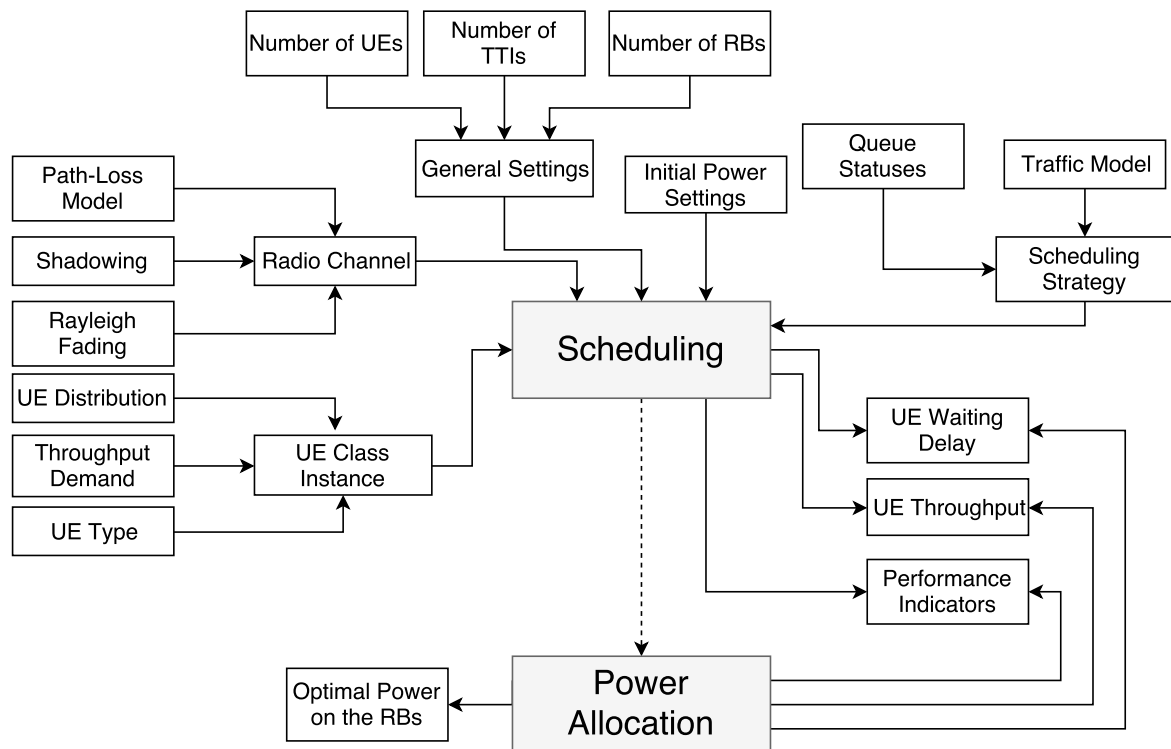 Number of UEs
Number of
TTIs
Number of RBs
General Settings
Initial Power
Settings
Queue
Statuses
Traffic Model
Path-Loss
Model
Shadowing
Radio Channel
Scheduling
Strategy
Rayleigh
Fading
Scheduling
UE Distribution
Throughput
Demand
UE Class
Instance
UE Type
UE Waiting
Delay
UE Throughput
Performance
Indicators
Optimal Power
on the RBs
Power
Allocation